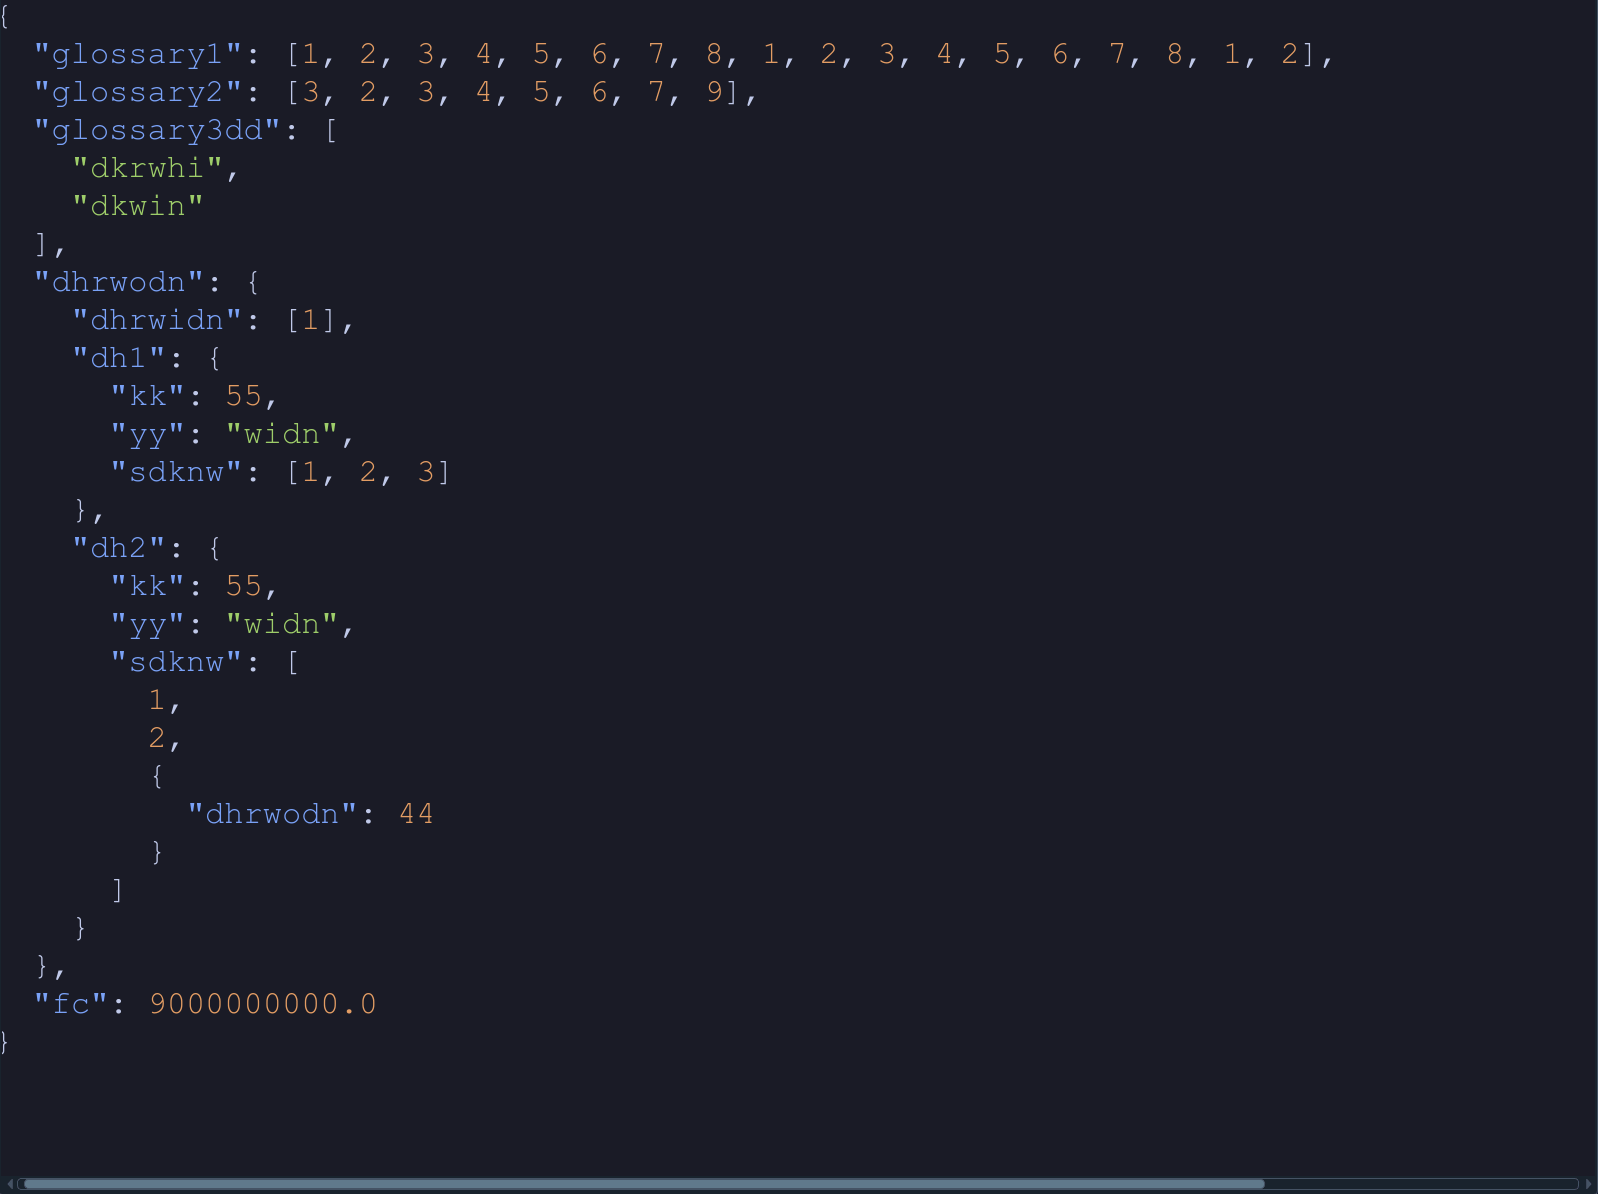 {
  "glossary1": [1, 2, 3, 4, 5, 6, 7, 8, 1, 2, 3, 4, 5, 6, 7, 8, 1, 2],
  "glossary2": [3, 2, 3, 4, 5, 6, 7, 9],
  "glossary3dd": [
    "dkrwhi",
    "dkwin"
  ],
  "dhrwodn": {
    "dhrwidn": [1],
    "dh1": {
      "kk": 55,
      "yy": "widn",
      "sdknw": [1, 2, 3]
    },
    "dh2": {
      "kk": 55,
      "yy": "widn",
      "sdknw": [
        1,
        2,
        {
          "dhrwodn": 44
        }
      ]
    }
  },
  "fc": 9000000000.0
}